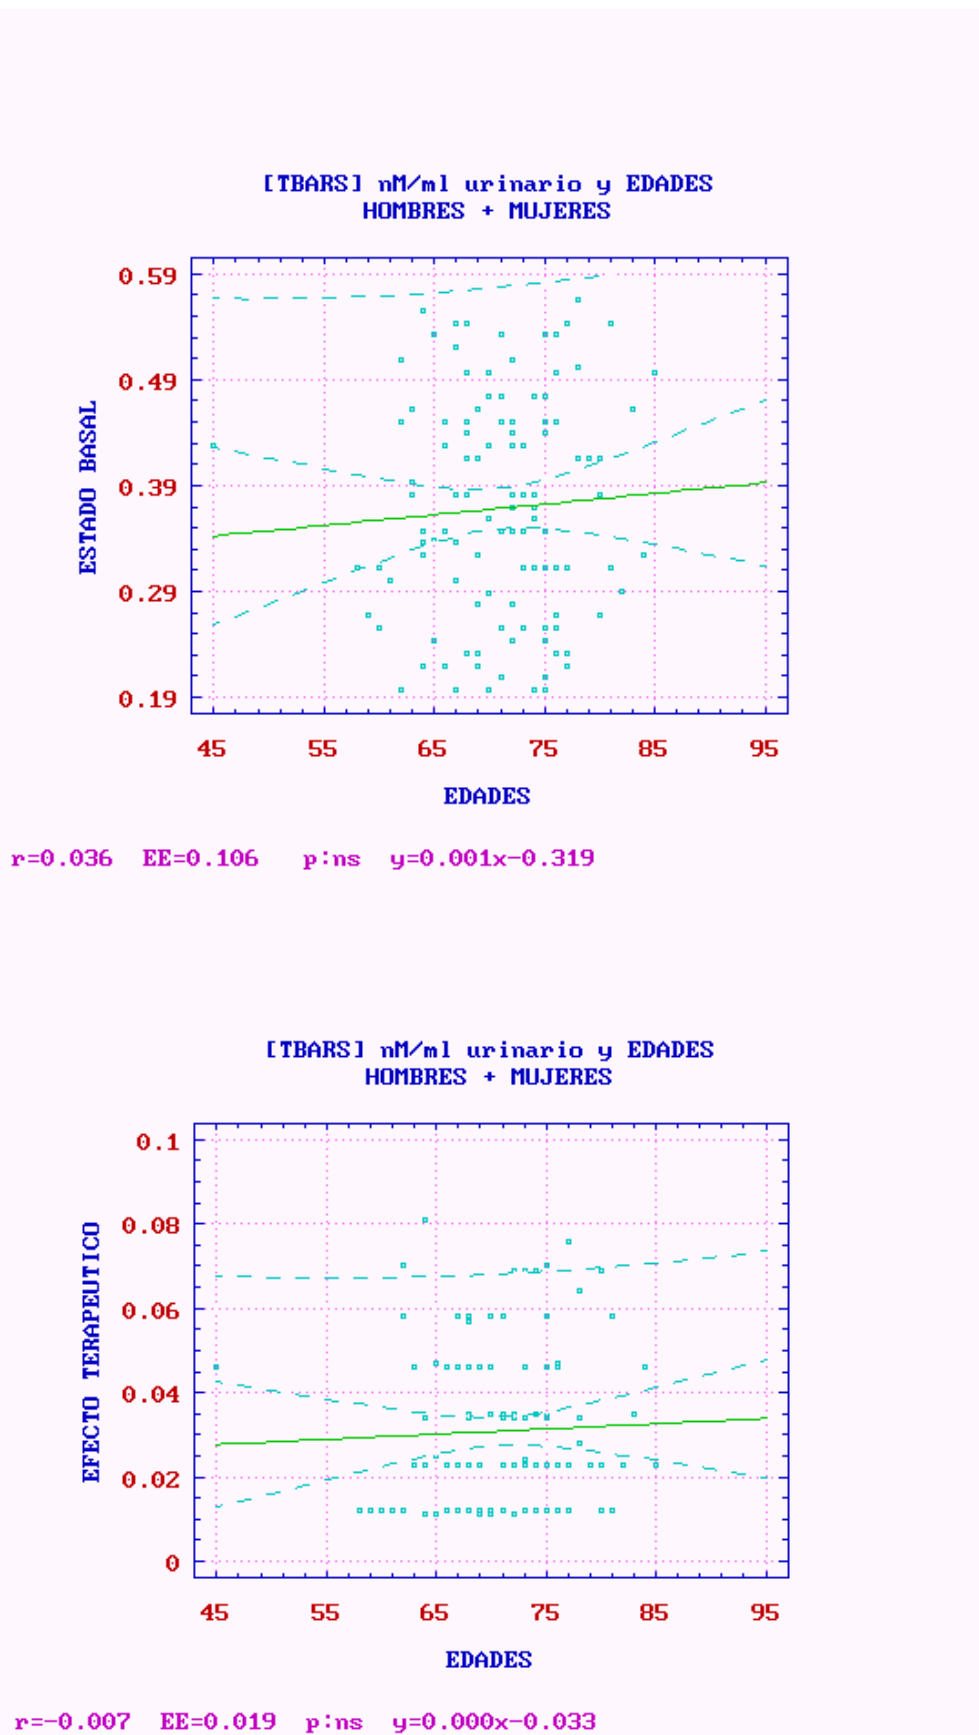 [TBARS] nM/ml urinario y EDADES
HOMBRES + MUJERES
ESTADO BASAL
0.59
0.49
0.39
0.29
0.19
45 55 65 75 85 95
EDADES
r=0.036 EE=0.106 p:ns y=0.001x-0.319
[TBARS] nM/ml urinario y EDADES
HOMBRES + MUJERES
EFECTO TERAPEUTICO
0.1
0.08
0.06
0.04
0.02
0
45 55 65 75 85 95
EDADES
r=-0.007 EE=0.019 p:ns y=0.000x-0.033